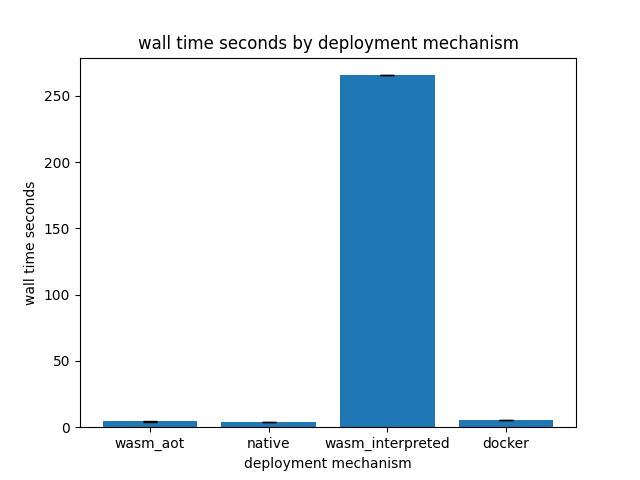 wall time seconds by deployment mechanism
wall time seconds
250
200
150
100
50
0
wasm_aot native wasm_interpreted docker
deployment mechanism